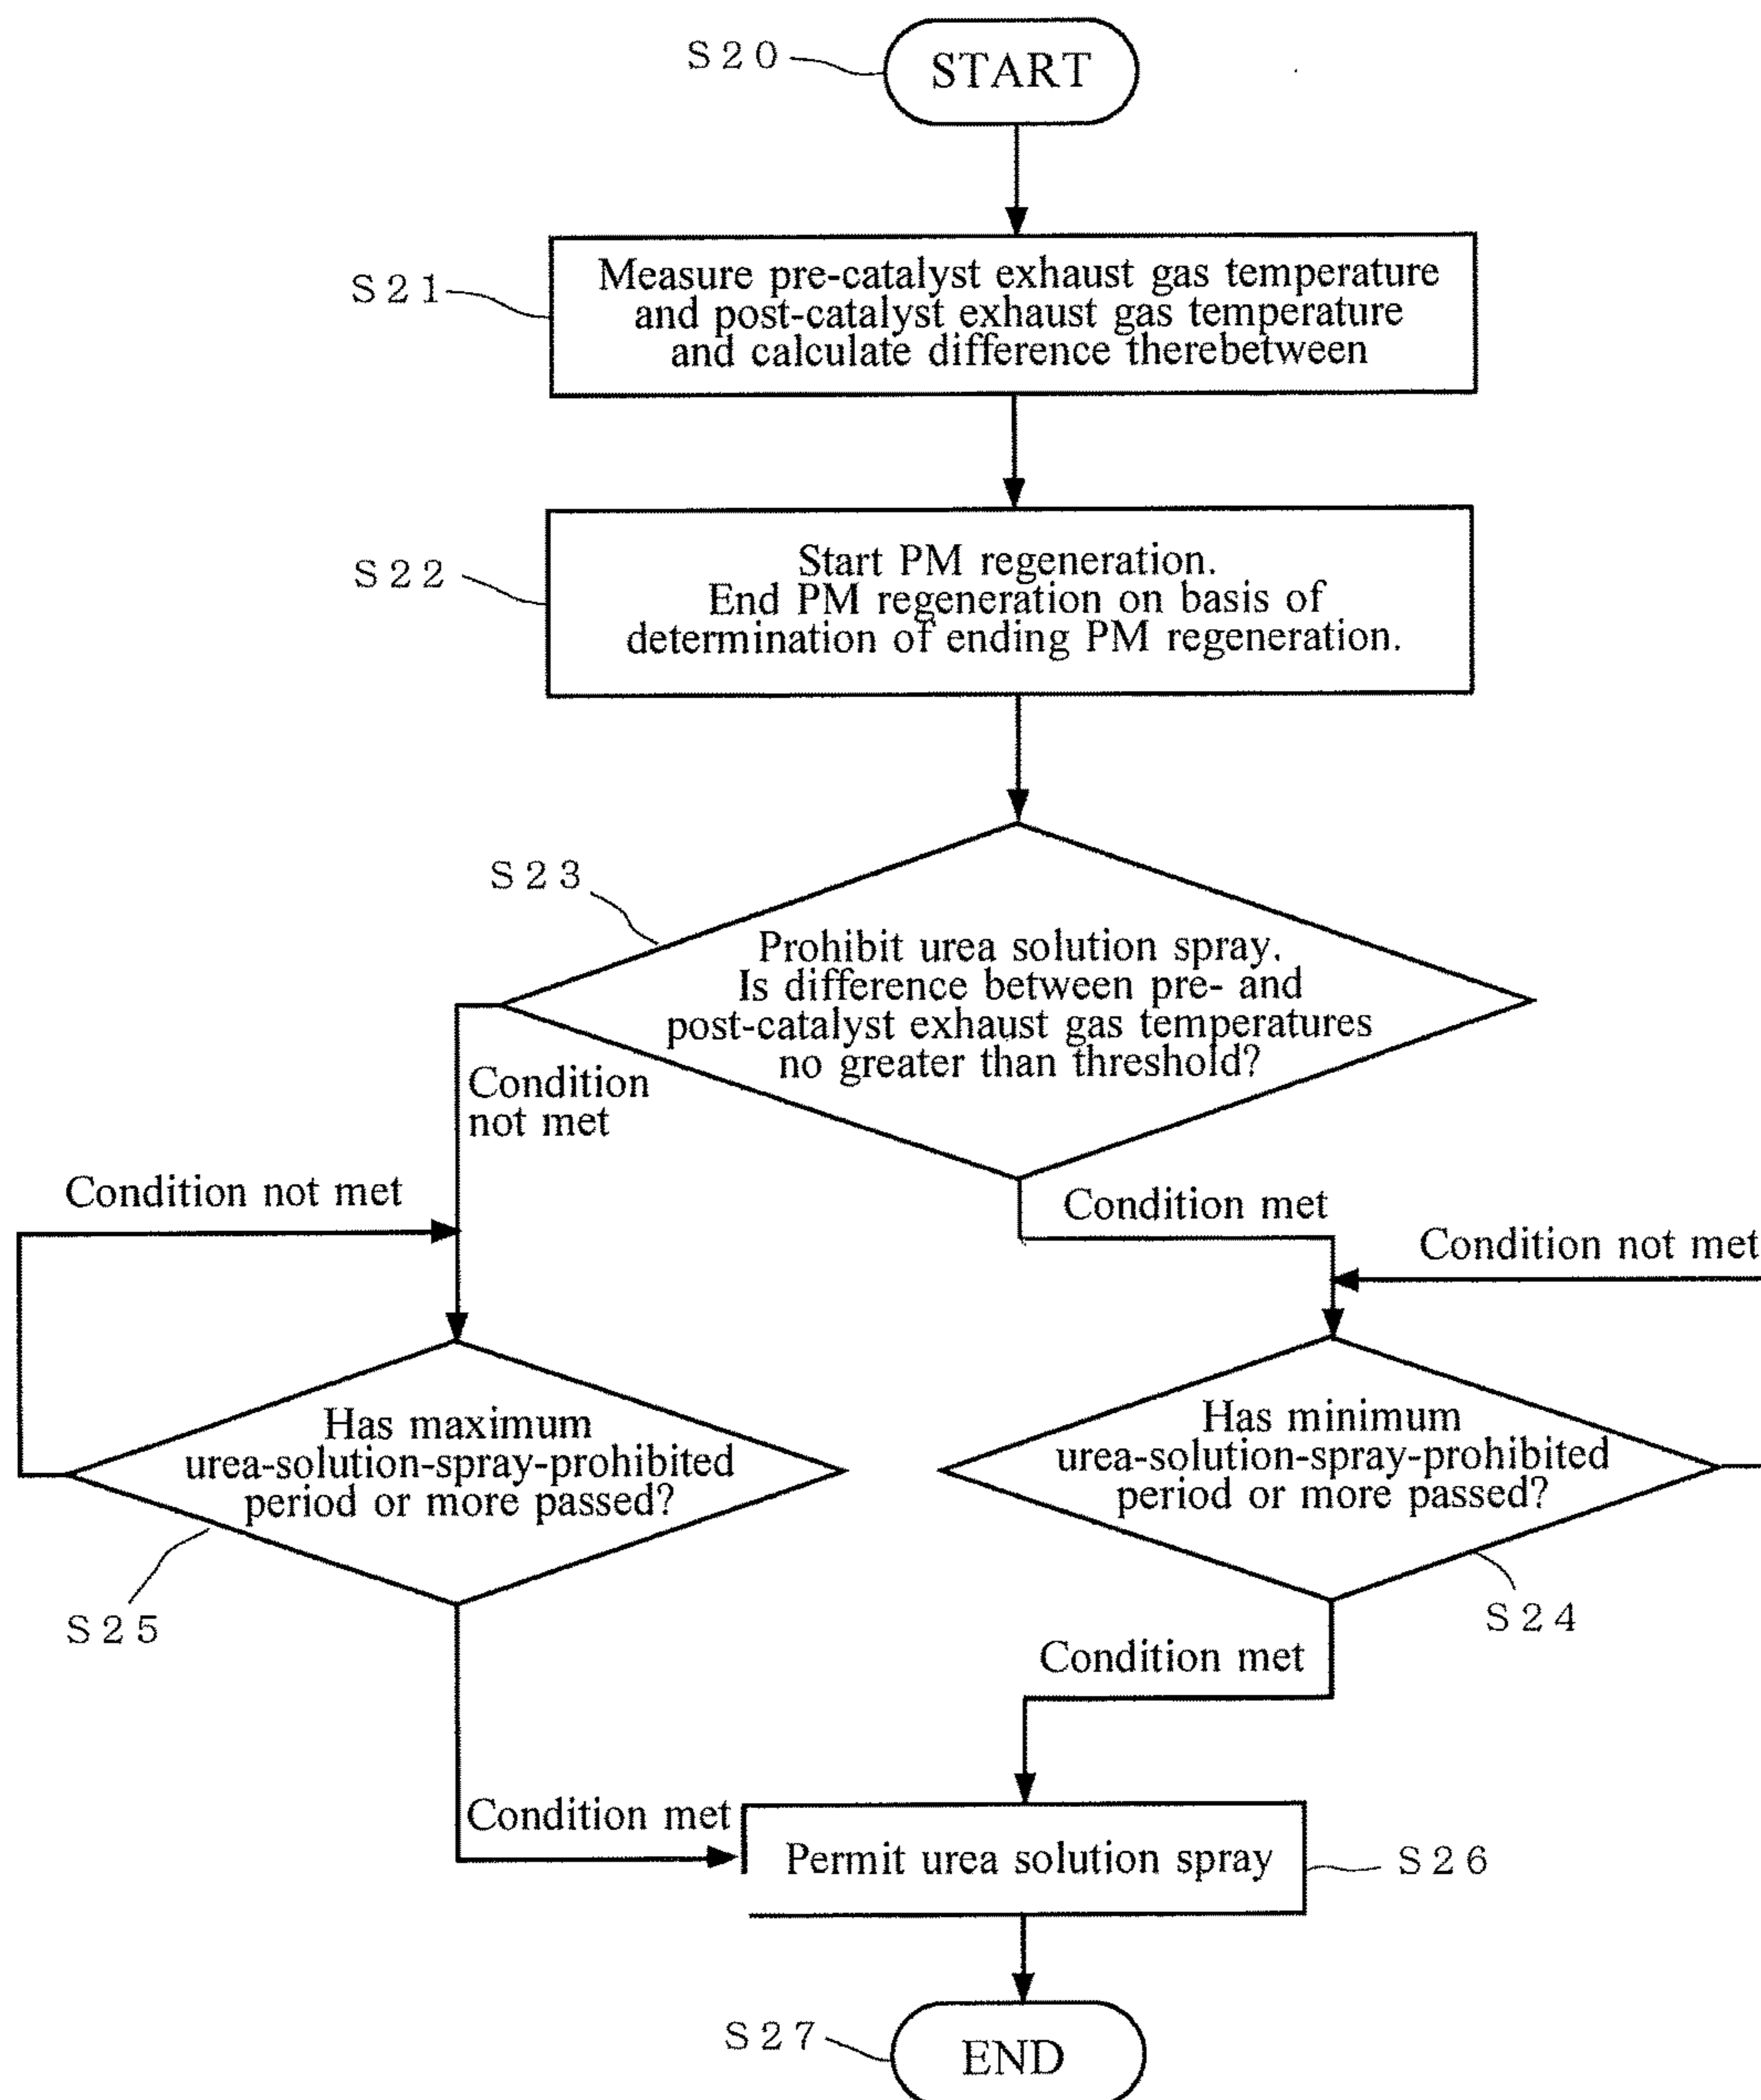 S20
START
S21
Measure pre-catalyst exhaust gas temperature
and post-catalyst exhaust gas temperature
and calculate difference therebetween
S22
Start PM regeneration.
End PM regeneration on basis of
determination of ending PM regeneration.
S23
Prohibit urea solution spray.
Is difference between pre- and
post-catalyst exhaust gas temperatures
no greater than threshold?
Condition
not met
Condition not met
Condition met
Condition not met
Has maximum
urea-solution-spray-prohibited
period or more passed?
Has minimum
urea-solution-spray-prohibited
period or more passed?
S25
S24
Condition met
Condition met
Permit urea solution spray
S26
S27
END